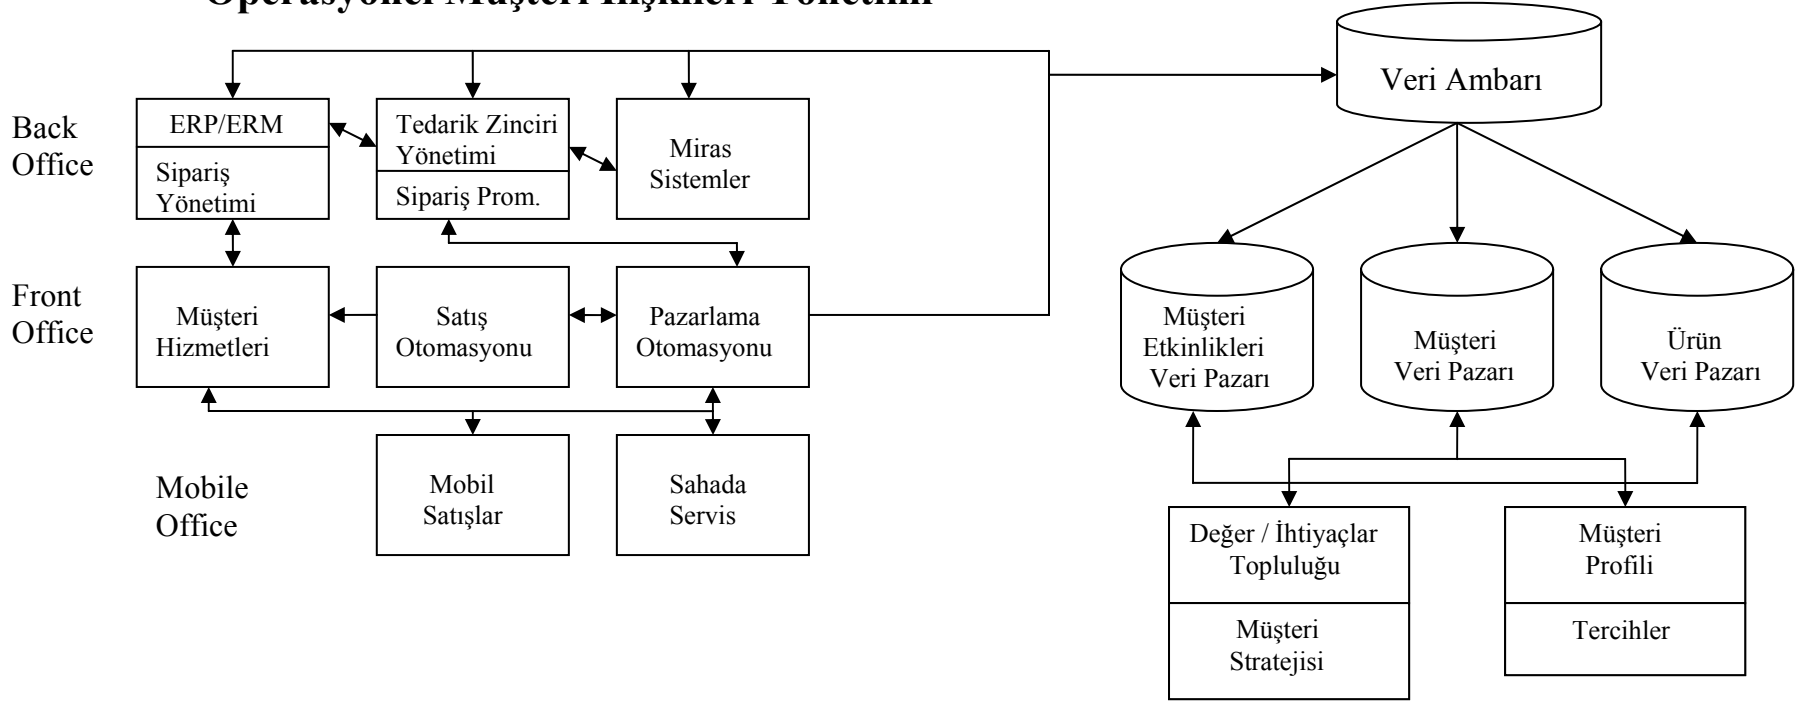 Operasyonel Müşteri İlişkileri Yönetimi
Veri Ambarı
Back
Office
ERP/ERM
Sipariş
Yönetimi
Tedarik Zinciri
Yönetimi
Sipariş Prom.
Miras
Sistemler
Front
Office
Müşteri
Hizmetleri
Satış
Otomasyonu
Pazarlama
Otomasyonu
Müşteri
Etkinlikleri
Veri Pazarı
Müşteri
Veri Pazarı
Ürün
Veri Pazarı
Mobile
Office
Mobil
Satışlar
Sahada
Servis
Değer / İhtiyaçlar
Topluluğu
Müşteri
Stratejisi
Müşteri
Profili
Tercihler